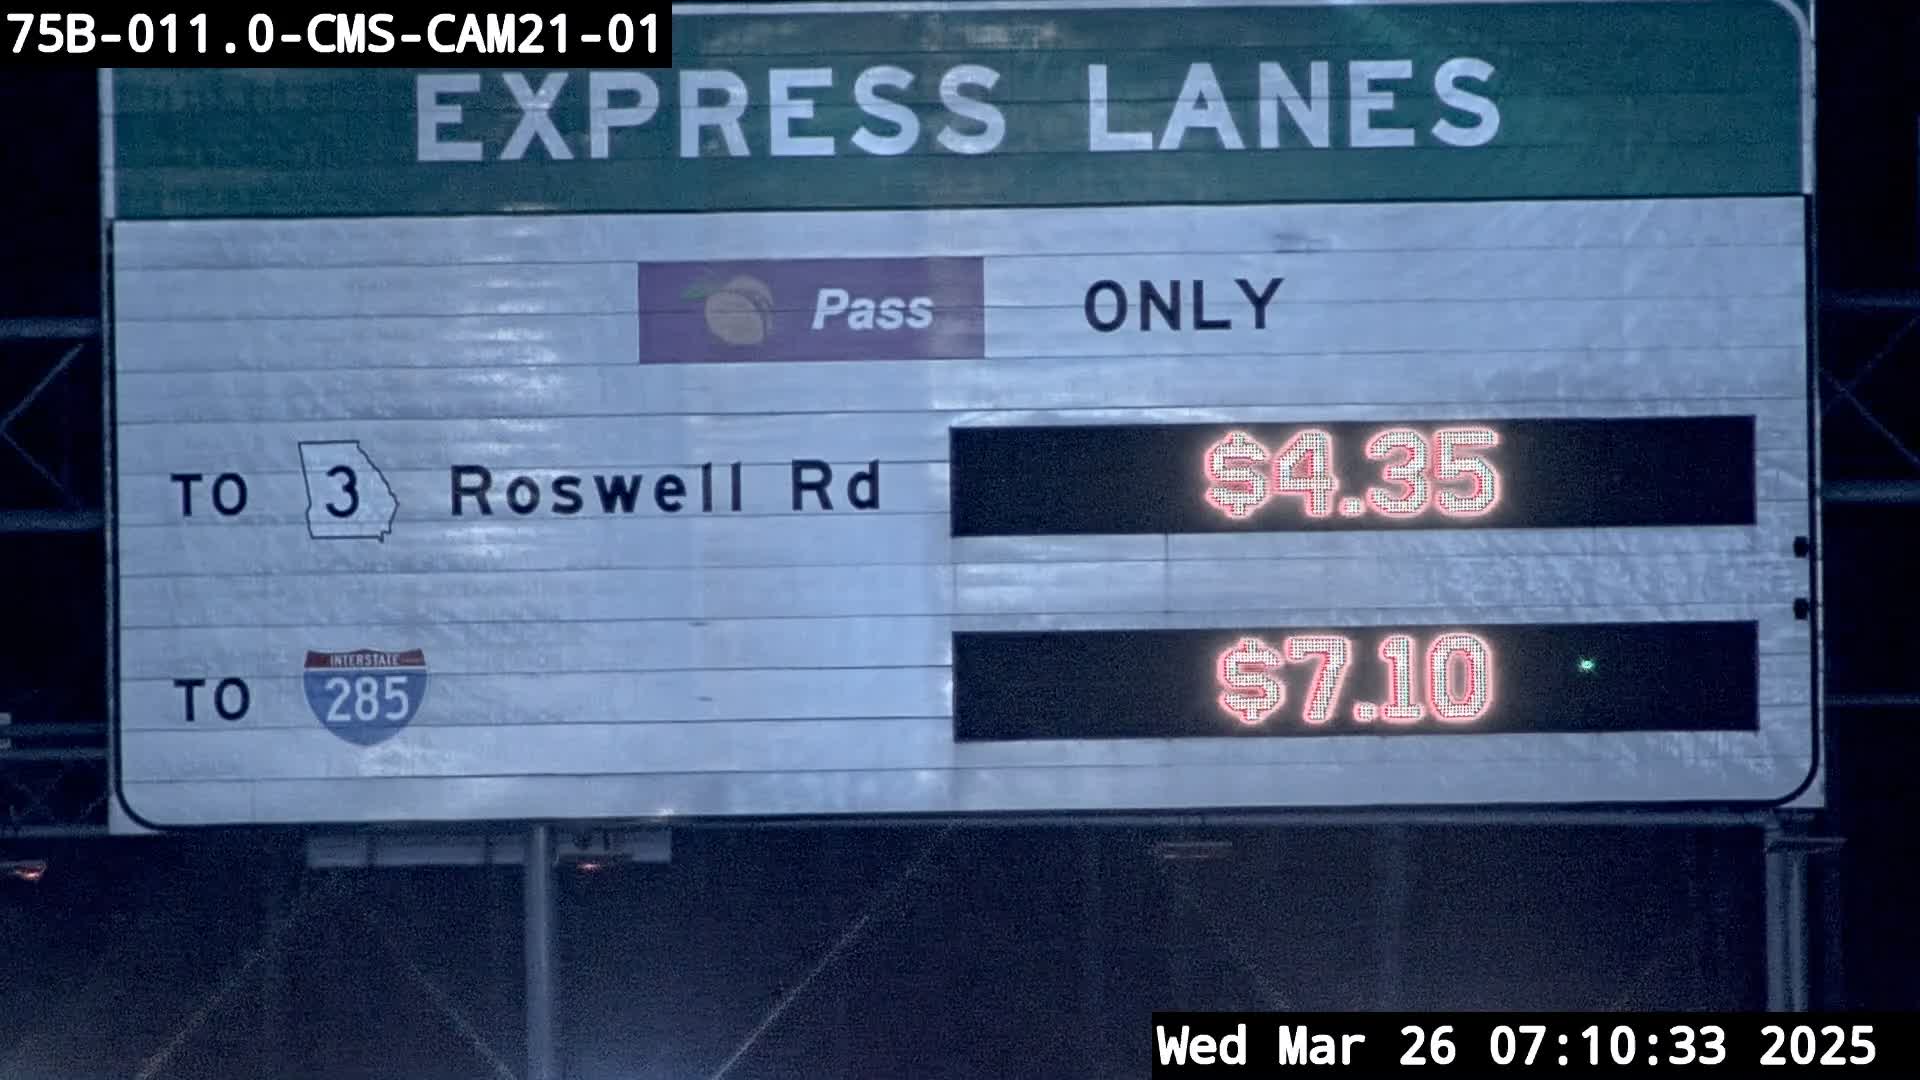 75B-011.0-CMS-CAM21-01
EXPRESS LANES
Pass ONLY
TO 3 Roswell Rd $4.35
INTERSTATE
TO 285 $7.10
Wed Mar 26 07:10:33 2025